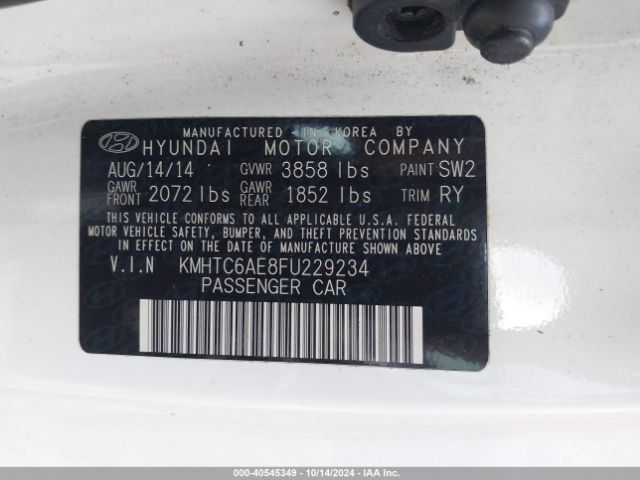 MANUFACTURED IN KOREA BY
HYUNDAI MOTOR COMPANY
AUG/14/14 GVWR 3858 lbs PAINT SW2
GAWR FRONT 2072 lbs GAWR REAR 1852 lbs TRIM RY
THIS VEHICLE CONFORMS TO ALL APPLICABLE U.S.A. FEDERAL
MOTOR VEHICLE SAFETY, BUMPER, AND THEFT PREVENTION STANDARDS
IN EFFECT ON THE DATE OF MANUFACTURE SHOWN ABOVE.
V.I.N KMHTC6AE8FU229234
PASSENGER CAR
000-40545349 | 10/14/2024 | IAAI.COM